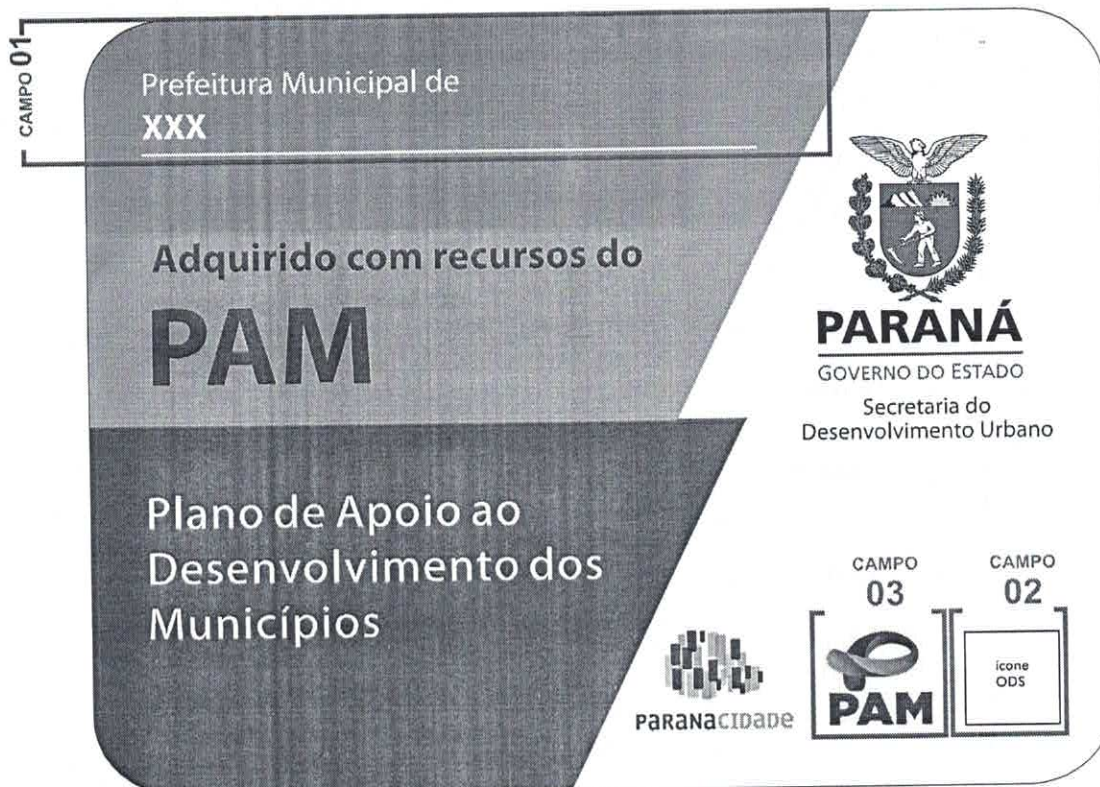 CAMPO 01
Prefeitura Municipal de
XXX
Adquirido com recursos do
PAM
Plano de Apoio ao
Desenvolvimento dos
Municípios
PARANÁ
GOVERNO DO ESTADO
Secretaria do
Desenvolvimento Urbano
PARANACIDADE
CAMPO
03
PAM
CAMPO
02
ícone
ODS